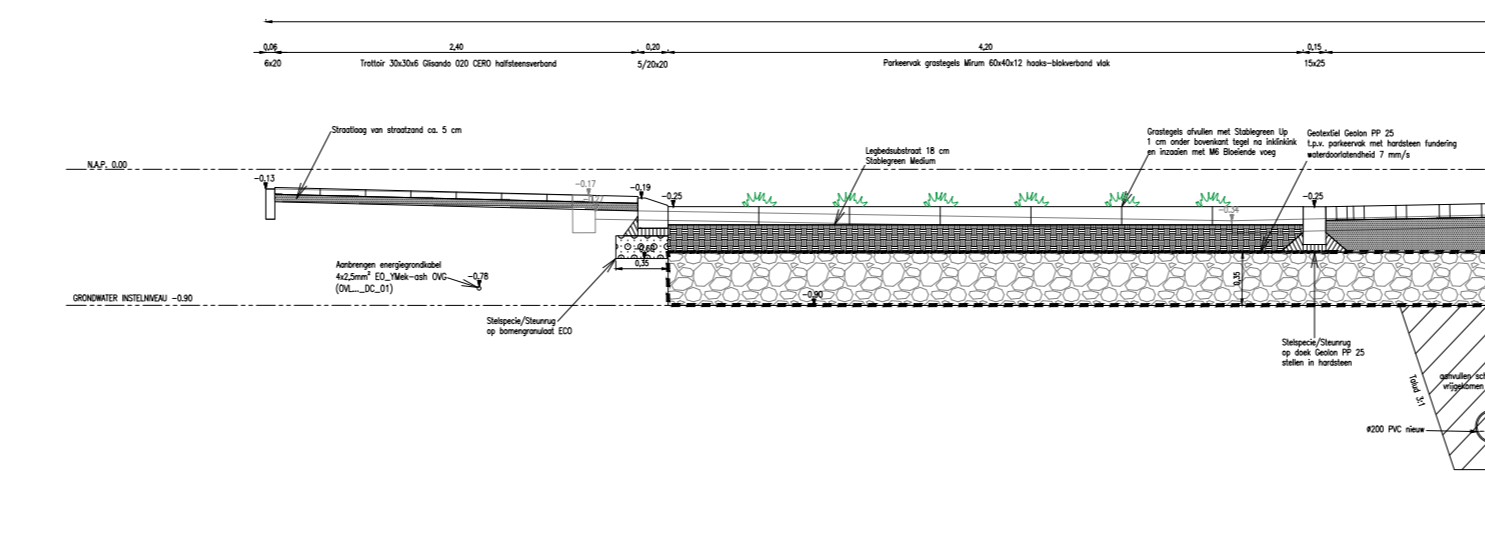 0,06
2,40
0,20
4,20
0,15
6x20
Trottoir 30x30x6 Glisando 020 CERO halfsteensverband
5/20x20
Parkeervak grastegels Mirum 60x40x12 haaks-blokverband vlak
15x25
Straatlaag van straatzand ca. 5 cm
Grastegels afvullen met Stablegreen Up
1 cm onder bovenkant tegel na inklinkink
en inzaaien met M6 Bloeiende voeg
Geotextiel Geolon PP 25
t.p.v. parkeervak met hardsteen fundering
waterdoorlatendheid 7 mm/s
Legbedsubstraat 18 cm
Stablegreen Medium
N.A.P. 0.00
-0,13
-0,17
-0,19
-0,25
-0,25
-0,34
0,35
0,35
Aanbrengen energiegrondkabel
4x2,5mm² EO_YMek-ash OVG
(OVL..._DC_01)
-0,78
GRONDWATER INSTELNIVEAU -0.90
-0,90
Stelspecie/Steunrug
op bomengranulaat ECO
Stelspecie/Steunrug
op doek Geolon PP 25
stellen in hardsteen
Talud 3:1
aanvullen sch
vrijgekomen
ø200 PVC nieuw